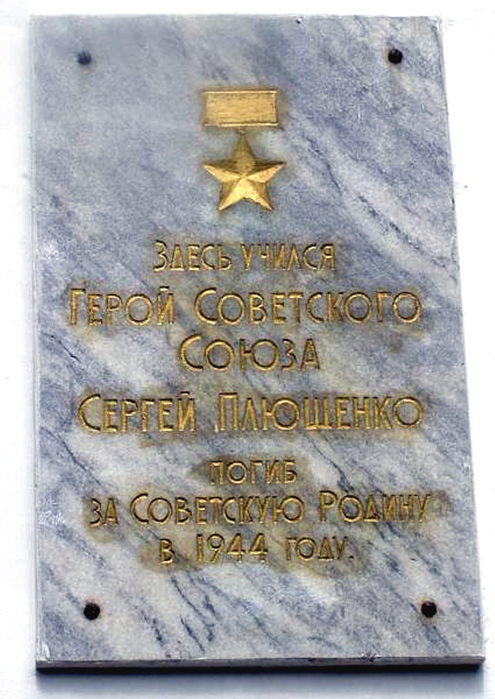 Здесь учился
Герой Советского
Союза
Сергей Плющенко
погиб
за Советскую Родину
в 1944 году.